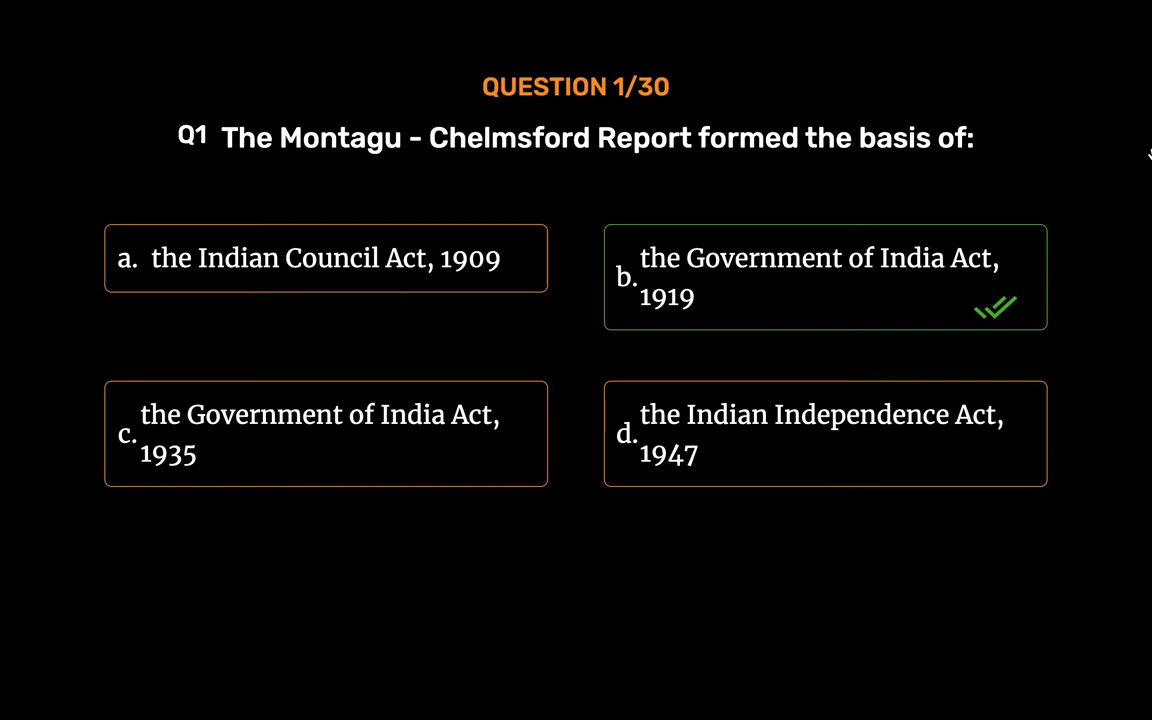 QUESTION 1/30
Q1 The Montagu - Chelmsford Report formed the basis of:
a. the Indian Council Act, 1909
b. the Government of India Act,
1919
c. the Government of India Act,
1935
d. the Indian Independence Act,
1947